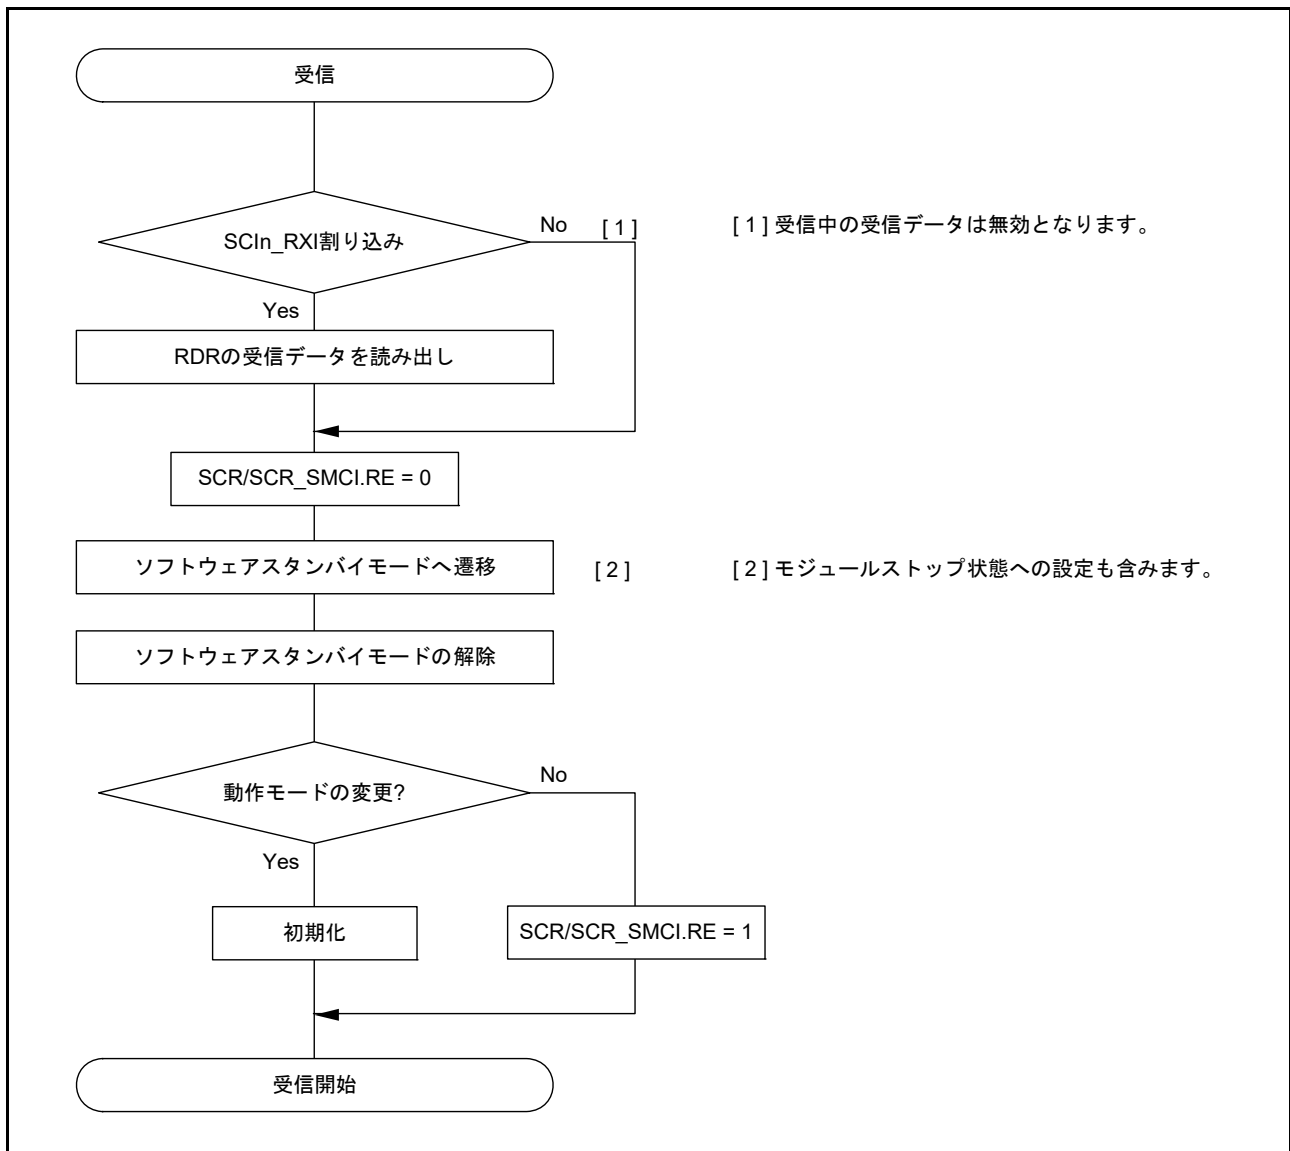 受信
SCIn_RXI割り込み
No
[ 1 ]
[ 1 ] 受信中の受信データは無効となります。
Yes
RDRの受信データを読み出し
SCR/SCR_SMCI.RE = 0
ソフトウェアスタンバイモードへ遷移
[ 2 ]
[ 2 ] モジュールストップ状態への設定も含みます。
ソフトウェアスタンバイモードの解除
動作モードの変更?
No
Yes
初期化
SCR/SCR_SMCI.RE = 1
受信開始